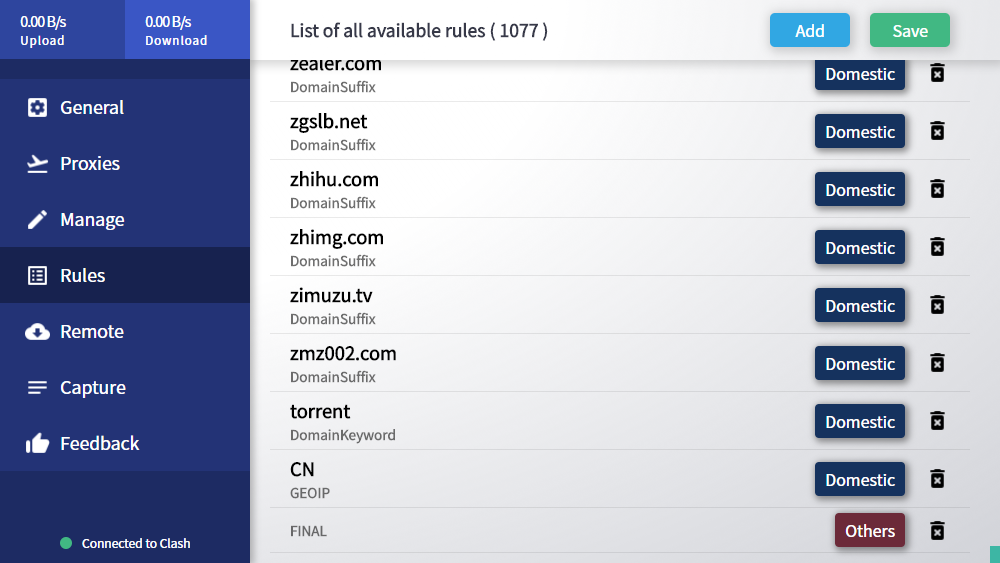 0.00 B/s
Upload
0.00 B/s
Download
General
Proxies
Manage
Rules
Remote
Capture
Feedback
Connected to Clash
List of all available rules ( 1077 )
Add
Save
zealer.com
DomainSuffix
Domestic
zgslb.net
DomainSuffix
Domestic
zhihu.com
DomainSuffix
Domestic
zhimg.com
DomainSuffix
Domestic
zimuzu.tv
DomainSuffix
Domestic
zmz002.com
DomainSuffix
Domestic
torrent
DomainKeyword
Domestic
CN
GEOIP
Domestic
FINAL
Others